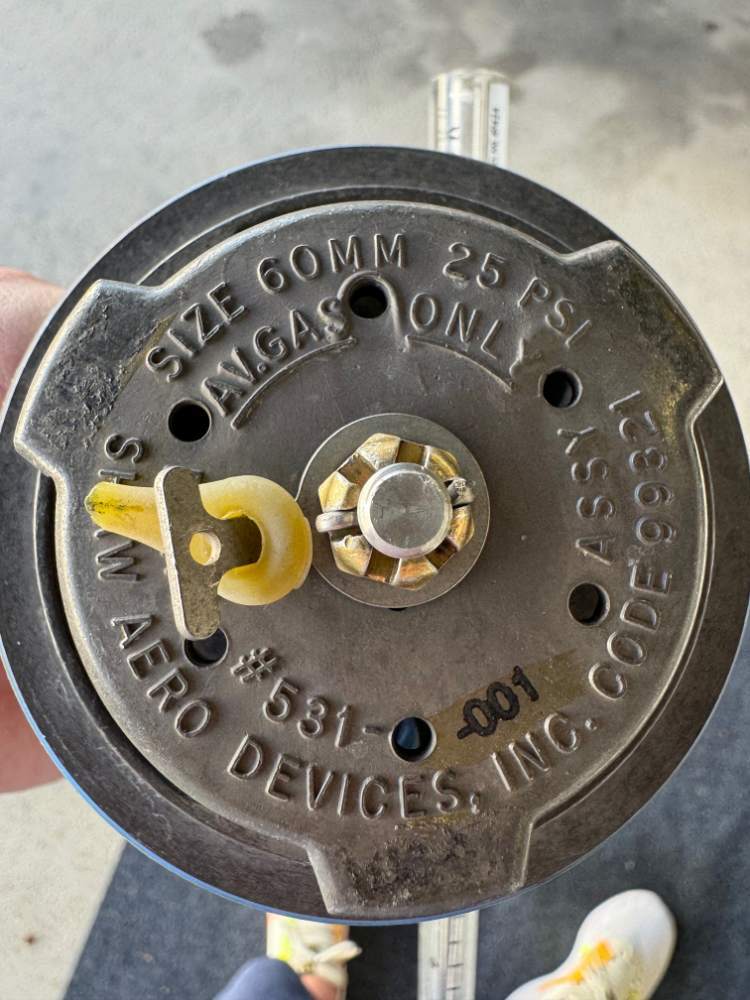 SIZE 60MM 25 PSI
AV.GAS ONLY
SHAW AERO DEVICES, INC. CODE 99321
ASSY
#531-
-001